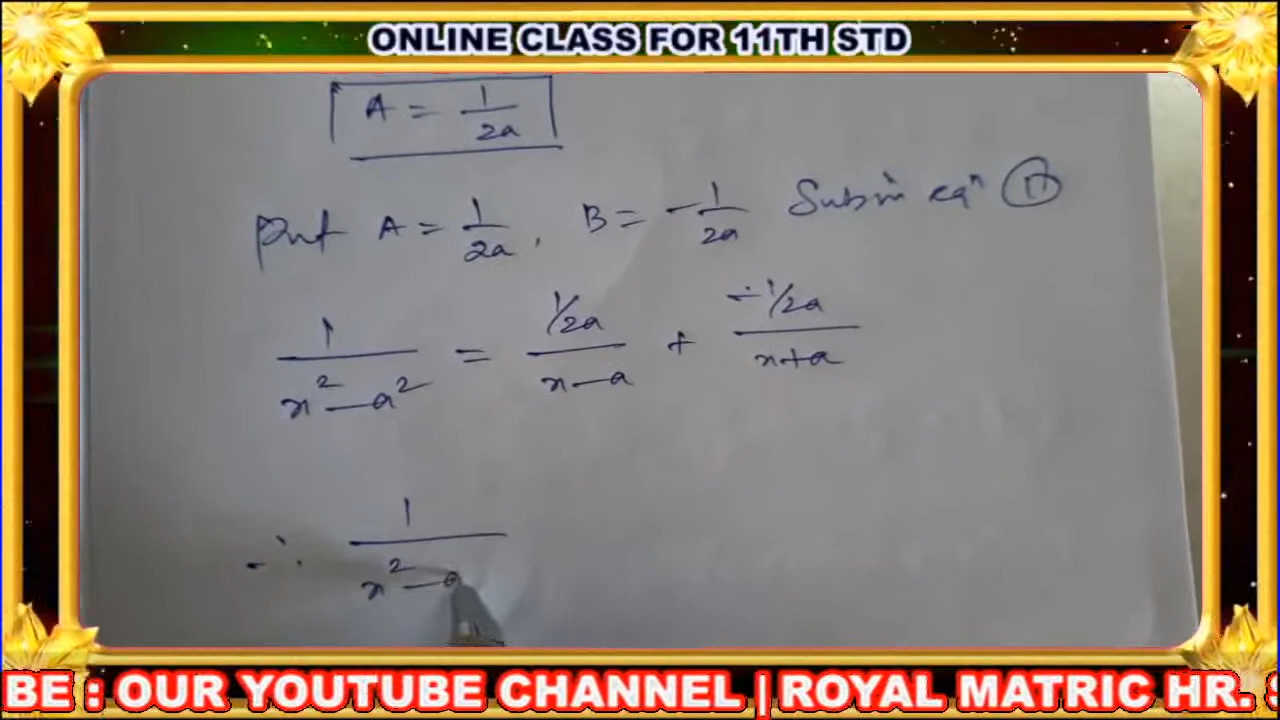 ONLINE CLASS FOR 11TH STD
A = 1/2a
Put A = 1/2a, B = -1/2a Sub in eqⁿ
1/(x²-a²) = (1/2a)/(x-a) + (-1/2a)/(x+a)
∴ 1/(x²-a
BE : OUR YOUTUBE CHANNEL | ROYAL MATRIC HR. S